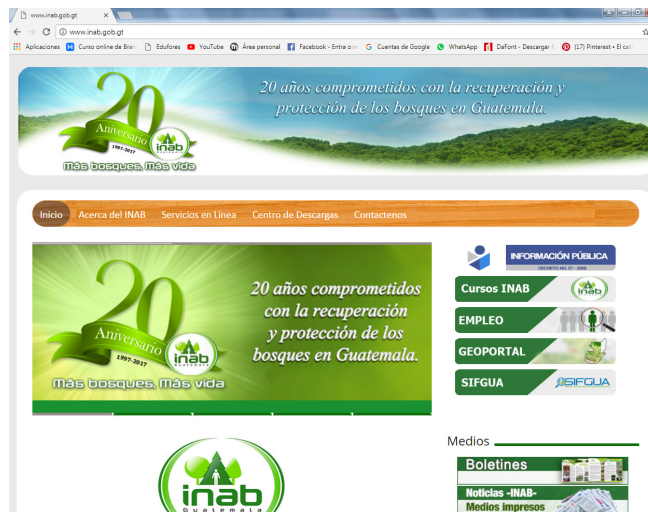 www.inab.gob.gt
www.inab.gob.gt
Aplicaciones Curso online de Bran Edufores YouTube Área personal Facebook - Entra o re Cuentas de Google WhatsApp DaFont - Descargar f (17) Pinterest • El cat
20 años comprometidos con la recuperación y
protección de los bosques en Guatemala.
20
Aniversario
1997-2017
inab
Más bosques, Más vida
Inicio Acerca del INAB Servicios en Línea Centro de Descargas Contactenos
20
Aniversario
1997-2017
inab
Más bosques, Más vida
20 años comprometidos
con la recuperación
y protección de los
bosques en Guatemala.
INFORMACIÓN PÚBLICA
DECRETO NO. 57 - 2008
Cursos INAB
inab
EMPLEO
GEOPORTAL
SIFGUA
SIFGUA
inab
Guatemala
Medios
Boletines
Noticias -INAB-
Medios impresos